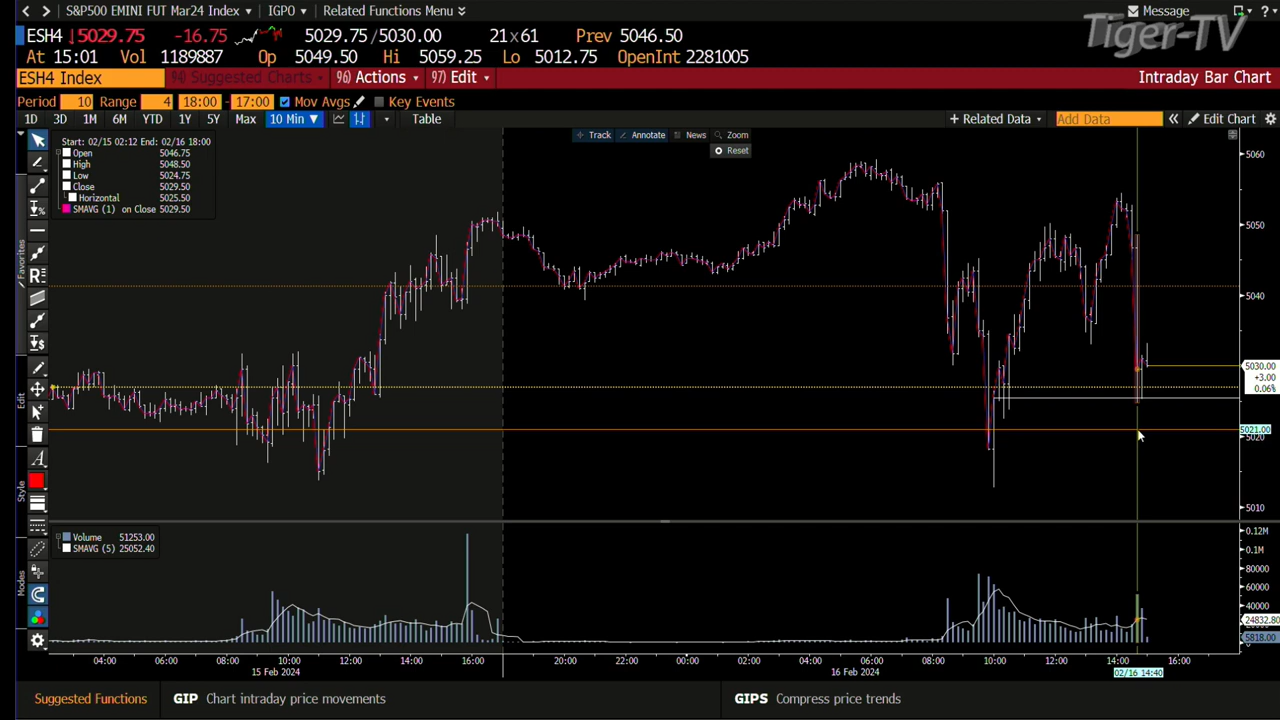 < > S&P500 EMINI FUT Mar24 Index ▾ IGPO ▾ Related Functions Menu Message ?
Tiger-TV
ESH4 ↓5029.75 -16.75 5029.75/5030.00 21×61 Prev 5046.50
At 15:01 Vol 1189887 Op 5049.50 Hi 5059.25 Lo 5012.75 OpenInt 2281005
ESH4 Index 94) Suggested Charts 96) Actions 97) Edit Intraday Bar Chart
Period 10 Range 4 18:00 - 17:00 Mov Avgs Key Events
1D 3D 1M 6M YTD 1Y 5Y Max 10 Min ▼ Table + Related Data Add Data « Edit Chart
Track Annotate News Zoom
Reset
Start: 02/15 02:12 End: 02/16 18:00
Open 5046.75
High 5048.50
Low 5024.75
Close 5029.50
Horizontal 5025.50
SMAVG (1) on Close 5029.50
Favorites
Edit
Style
Modes
5060
5050
5040
5030.00
+3.00
0.06%
5021.00
5020
5010
Volume 51253.00
SMAVG (5) 25052.40
0.12M
0.1M
80000
60000
40000
24832.80
5818.00
0
04:00 06:00 08:00 10:00 12:00 14:00 16:00 20:00 22:00 00:00 02:00 04:00 06:00 08:00 10:00 12:00 14:00 16:00
15 Feb 2024 16 Feb 2024 02/16 14:40
Suggested Functions GIP Chart intraday price movements GIPS Compress price trends